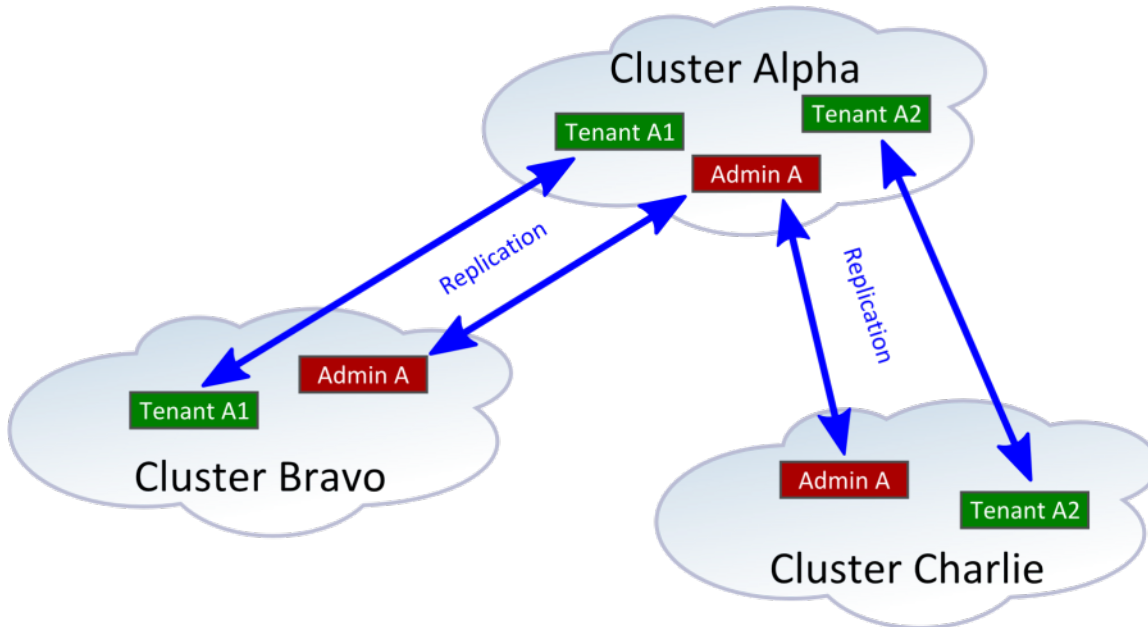 Cluster Alpha
Tenant A1
Tenant A2
Admin A
Replication
Replication
Admin A
Tenant A1
Cluster Bravo
Admin A
Tenant A2
Cluster Charlie